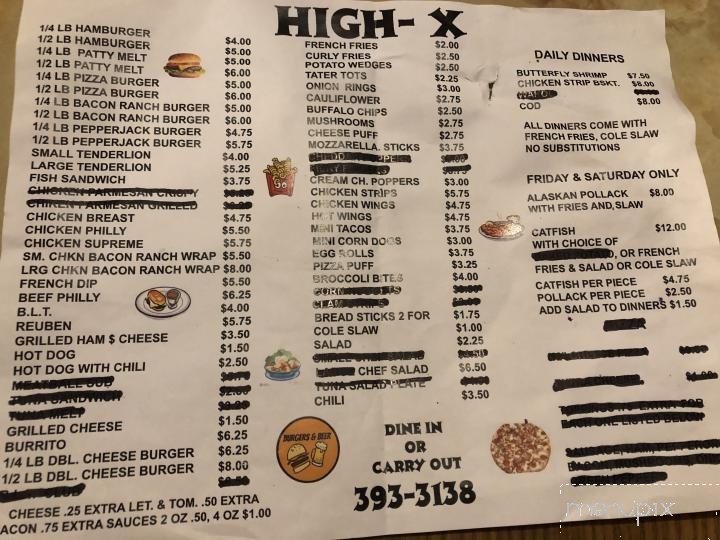 HIGH- X
1/4 LB HAMBURGER $4.00
1/2 LB HAMBURGER $5.00
1/4 LB PATTY MELT $5.00
1/2 LB PATTY MELT $6.00
1/4 LB PIZZA BURGER $5.00
1/2 LB PIZZA BURGER $6.00
1/4 LB BACON RANCH BURGER $5.00
1/2 LB BACON RANCH BURGER $6.00
1/4 LB PEPPERJACK BURGER $4.75
1/2 LB PEPPERJACK BURGER $5.75
SMALL TENDERLION $4.00
LARGE TENDERLION $5.25
FISH SANDWICH $3.75
CHICKEN PARMESAN CRISPY
CHIKEN PARMESAN GRILLED
CHICKEN BREAST $4.75
CHICKEN PHILLY $5.50
CHICKEN SUPREME $5.75
SM. CHKN BACON RANCH WRAP $5.50
LRG CHKN BACON RANCH WRAP $8.00
FRENCH DIP $5.50
BEEF PHILLY $6.25
B.L.T. $4.00
REUBEN $5.75
GRILLED HAM $ CHEESE $3.50
HOT DOG $1.50
HOT DOG WITH CHILI $2.50
MEATBALL SUB
TUNA SANDWICH
TUNA MELT
GRILLED CHEESE $1.50
BURRITO $6.25
1/4 LB DBL. CHEESE BURGER $6.25
1/2 LB DBL. CHEESE BURGER $8.00
CLUB
CHEESE .25 EXTRA LET. & TOM. .50 EXTRA
ACON .75 EXTRA SAUCES 2 OZ .50, 4 OZ $1.00
FRENCH FRIES $2.00
CURLY FRIES $2.50
POTATO WEDGES $2.50
TATER TOTS $2.25
ONION RINGS $3.00
CAULIFLOWER $2.75
BUFFALO CHIPS $2.50
MUSHROOMS $2.75
CHEESE PUFF $2.75
MOZZARELLA. STICKS $3.75
CREAM CH. POPPERS $3.00
CHICKEN STRIPS $5.75
CHICKEN WINGS $4.75
HOT WINGS $4.75
MINI TACOS $3.75
MINI CORN DOGS $3.00
EGG ROLLS $3.75
PIZZA PUFF $3.25
BROCCOLI BITES $4.00
BREAD STICKS 2 FOR $1.75
COLE SLAW $1.00
SALAD $2.25
CHEF SALAD $6.50
TUNA SALAD PLATE
CHILI $3.50
BURGERS & BEER
DINE IN
OR
CARRY OUT
393-3138
DAILY DINNERS
BUTTERFLY SHRIMP $7.50
CHICKEN STRIP BSKT. $8.00
COD $8.00
ALL DINNERS COME WITH
FRENCH FRIES, COLE SLAW
NO SUBSTITUTIONS
FRIDAY & SATURDAY ONLY
ALASKAN POLLACK $8.00
WITH FRIES AND,SLAW
CATFISH $12.00
WITH CHOICE OF
, OR FRENCH
FRIES & SALAD OR COLE SLAW
CATFISH PER PIECE $4.75
POLLACK PER PIECE $2.50
ADD SALAD TO DINNERS $1.50